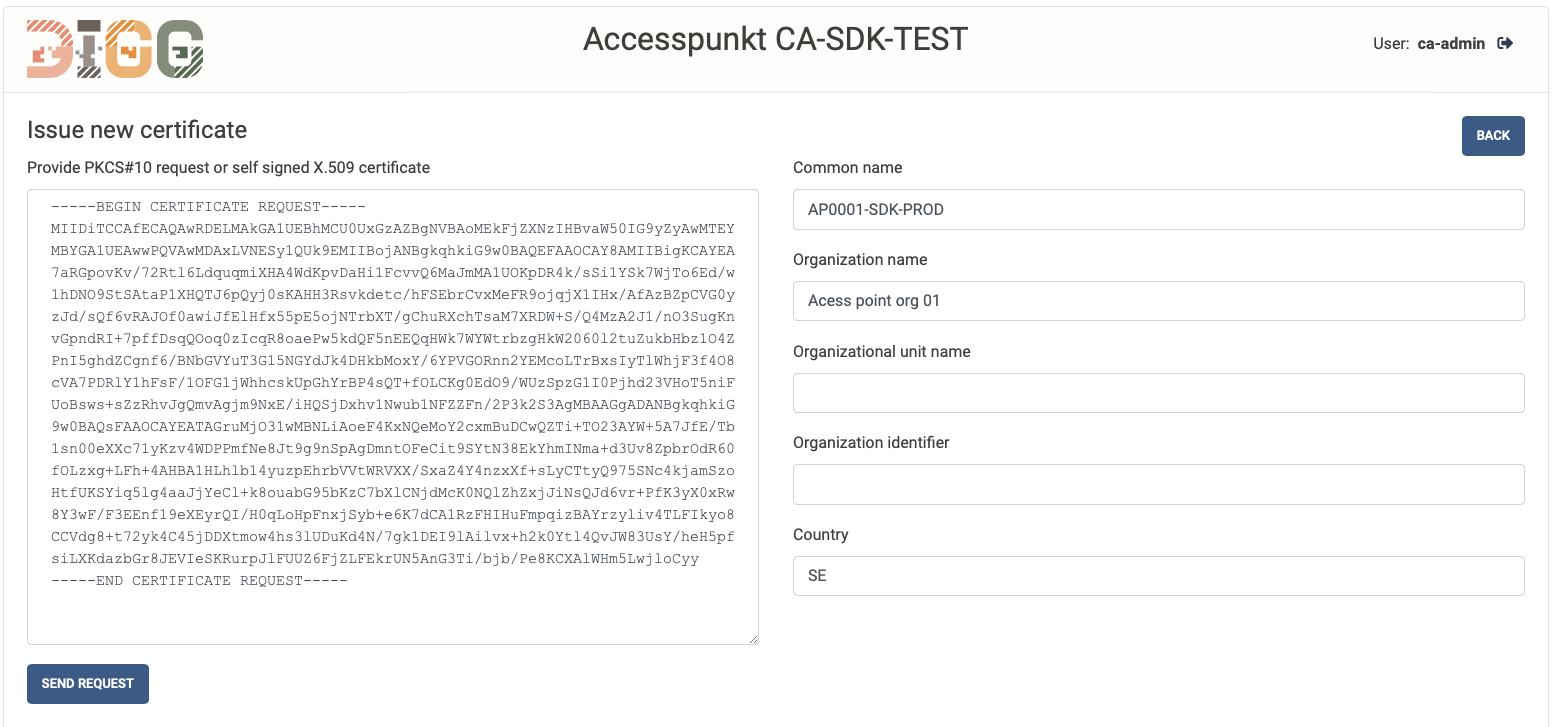 DIGG
Accesspunkt CA-SDK-TEST
User: ca-admin
Issue new certificate
BACK
Provide PKCS#10 request or self signed X.509 certificate
-----BEGIN CERTIFICATE REQUEST-----
MIIDiTCCAfECAQAwRDELMAkGA1UEBhMCU0UxGzAZBgNVBAoMEkFjZXNzIHBvaW50IG9yZyAwMTEY
MBYGA1UEAwwPQVAwMDAxLVNESy1QUk9EMIIBojANBgkqhkiG9w0BAQEFAAOCAY8AMIIBigKCAYEA
7aRGpovKv/72Rtl6LdquqmiXHA4WdKpvDaHi1FcvvQ6MaJmMA1UOKpDR4k/sSi1YSk7WjTo6Ed/w
1hDNO9StSAtaP1XHQTJ6pQyj0sKAHH3Rsvkdetc/hFSEbrCvxMeFR9ojqjX1IHx/AfAzBZpCVG0y
zJd/sQf6vRAJOf0awiJfElHfx55pE5ojNTrbXT/gChuRXchTsaM7XRDW+S/Q4MzA2J1/nO3SugKn
vGpndRI+7pffDsqQOoq0zIcqR8oaePw5kdQF5nEEQqHWk7WYWtrbzgHkW2060l2tuZukbHbz1O4Z
PnI5ghdZCgnf6/BNbGVYuT3G15NGYdJk4DHkbMoxY/6YPVGORnn2YEMcoLTrBxsIyTlWhjF3f4O8
cVA7PDRlY1hFsF/1OFG1jWhhcskUpGhYrBP4sQT+fOLCKg0EdO9/WUzSpzG1I0Pjhd23VHoT5niF
UoBsws+sZzRhvJgQmvAgjm9NxE/iHQSjDxhv1Nwub1NFZZFn/2P3k2S3AgMBAAGgADANBgkqhkiG
9w0BAQsFAAOCAYEATAGruMjO31wMBNLiAoeF4KxNQeMoY2cxmBuDCwQZTi+TO23AYW+5A7JfE/Tb
1sn00eXXc71yKzv4WDPPmfNe8Jt9g9nSpAgDmntOFeCit9SYtN38EkYhmINma+d3Uv8ZpbrOdR60
fOLzxg+LFh+4AHBA1HLhlb14yuzpEhrbVVtWRVXX/SxaZ4Y4nzxXf+sLyCTtyQ975SNc4kjamSzo
HtfUKSYiq5lg4aaJjYeCl+k8ouabG95bKzC7bXlCNjdMcK0NQlZhZxjJiNsQJd6vr+PfK3yX0xRw
8Y3wF/F3EEnf19eXEyrQI/H0qLoHpFnxjSyb+e6K7dCA1RzFHIHuFmpqizBAYrzyliv4TLFIkyo8
CCVdg8+t72yk4C45jDDXtmow4hs3lUDuKd4N/7gk1DEI9lAilvx+h2k0Ytl4QvJW83UsY/heH5pf
siLXKdazbGr8JEVIeSKRurpJlFUUZ6FjZLFEkrUN5AnG3Ti/bjb/Pe8KCXAlWHm5LwjloCyy
-----END CERTIFICATE REQUEST-----
SEND REQUEST
Common name
AP0001-SDK-PROD
Organization name
Acess point org 01
Organizational unit name
Organization identifier
Country
SE